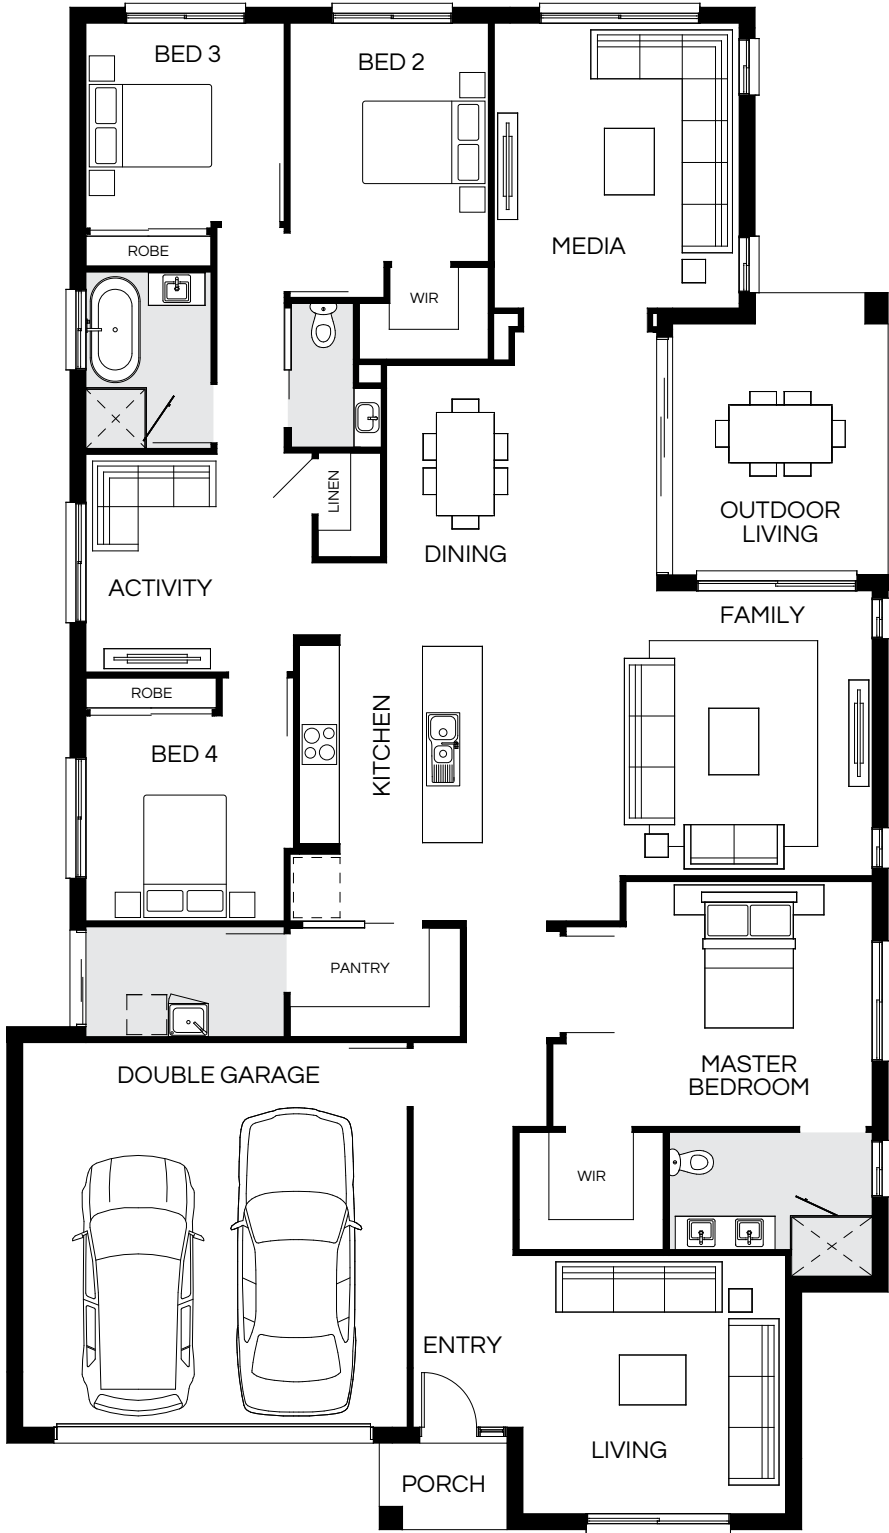 BED 3
BED 2
MEDIA
ROBE
WIR
LINEN
DINING
OUTDOOR
LIVING
ACTIVITY
FAMILY
ROBE
KITCHEN
BED 4
PANTRY
MASTER
BEDROOM
DOUBLE GARAGE
WIR
ENTRY
LIVING
PORCH